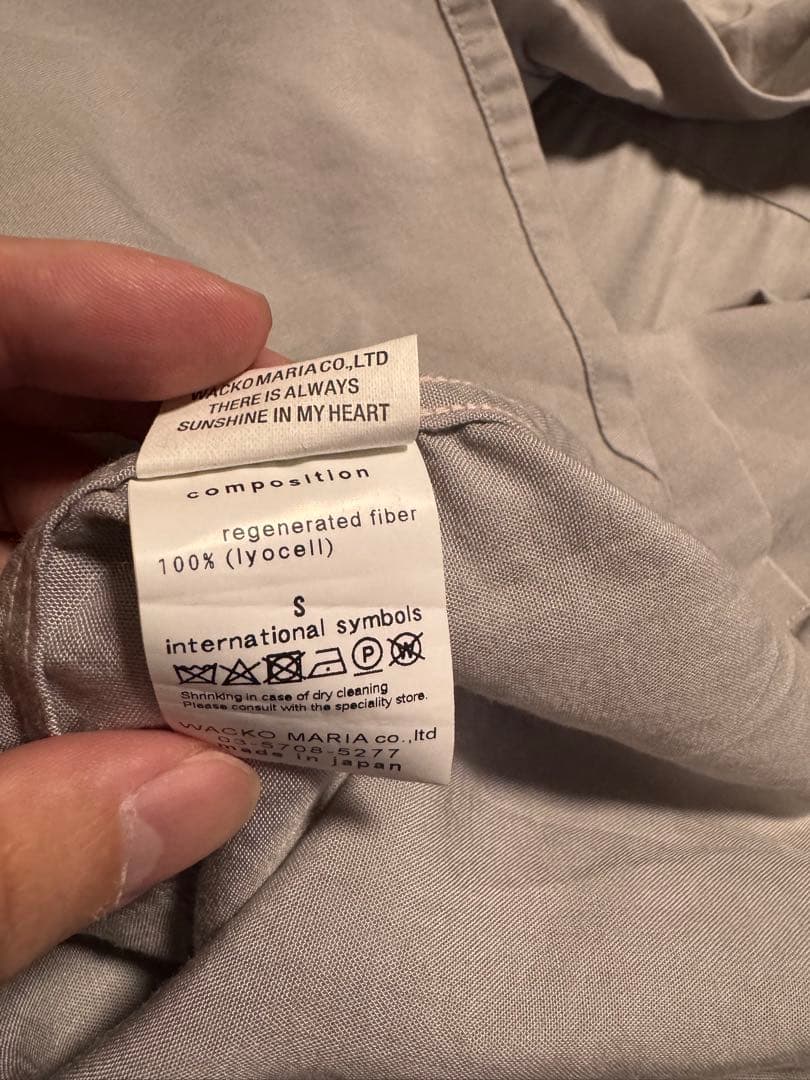 WACKO MARIA CO.,LTD
THERE IS ALWAYS
SUNSHINE IN MY HEART
composition
regenerated fiber
100% (lyocell)
S
international symbols
P W
Shrinking in case of dry cleaning
Please consult with the speciality store.
WACKO MARIA co.,ltd
03-5708-5277
made in japan